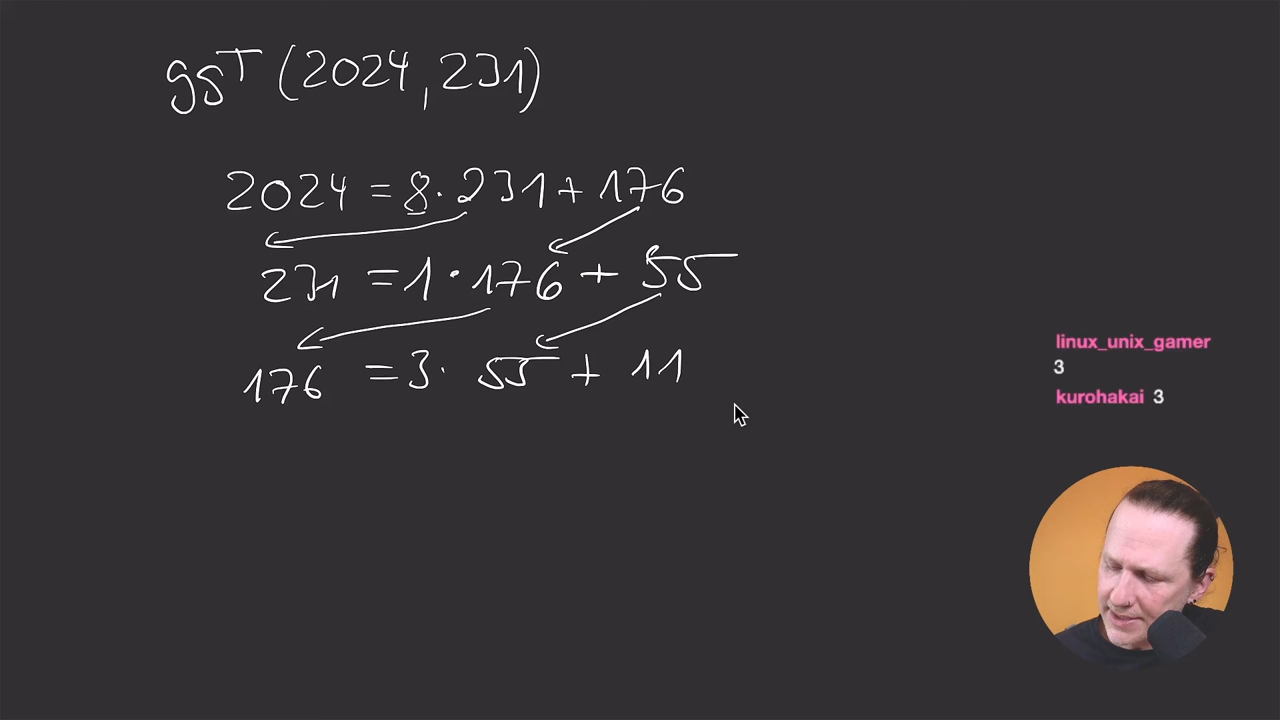 ggT (2024, 231)
2024 = 8 · 231 + 176
231 = 1 · 176 + 55
176 = 3 · 55 + 11
linux_unix_gamer
3
kurohakai 3